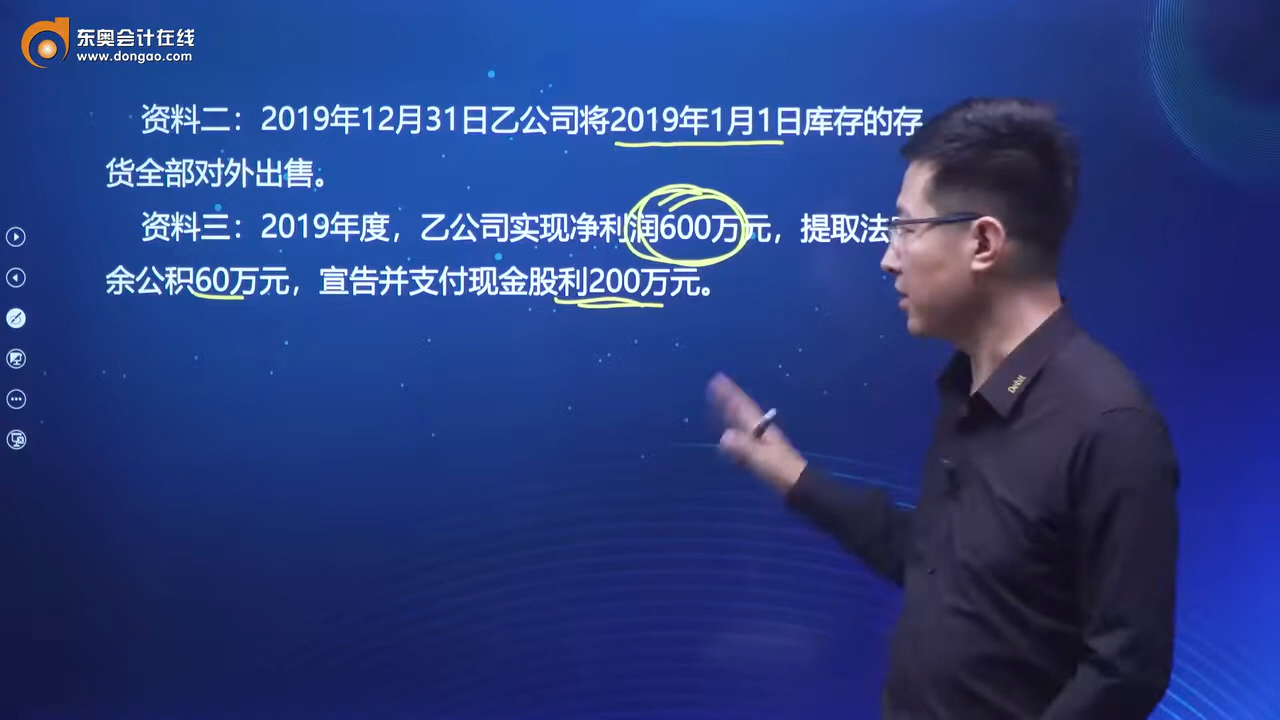 东奥会计在线
www.dongao.com
资料二：2019年12月31日乙公司将2019年1月1日库存的存
货全部对外出售。
资料三：2019年度，乙公司实现净利润600万元，提取法
余公积60万元，宣告并支付现金股利200万元。
Debit